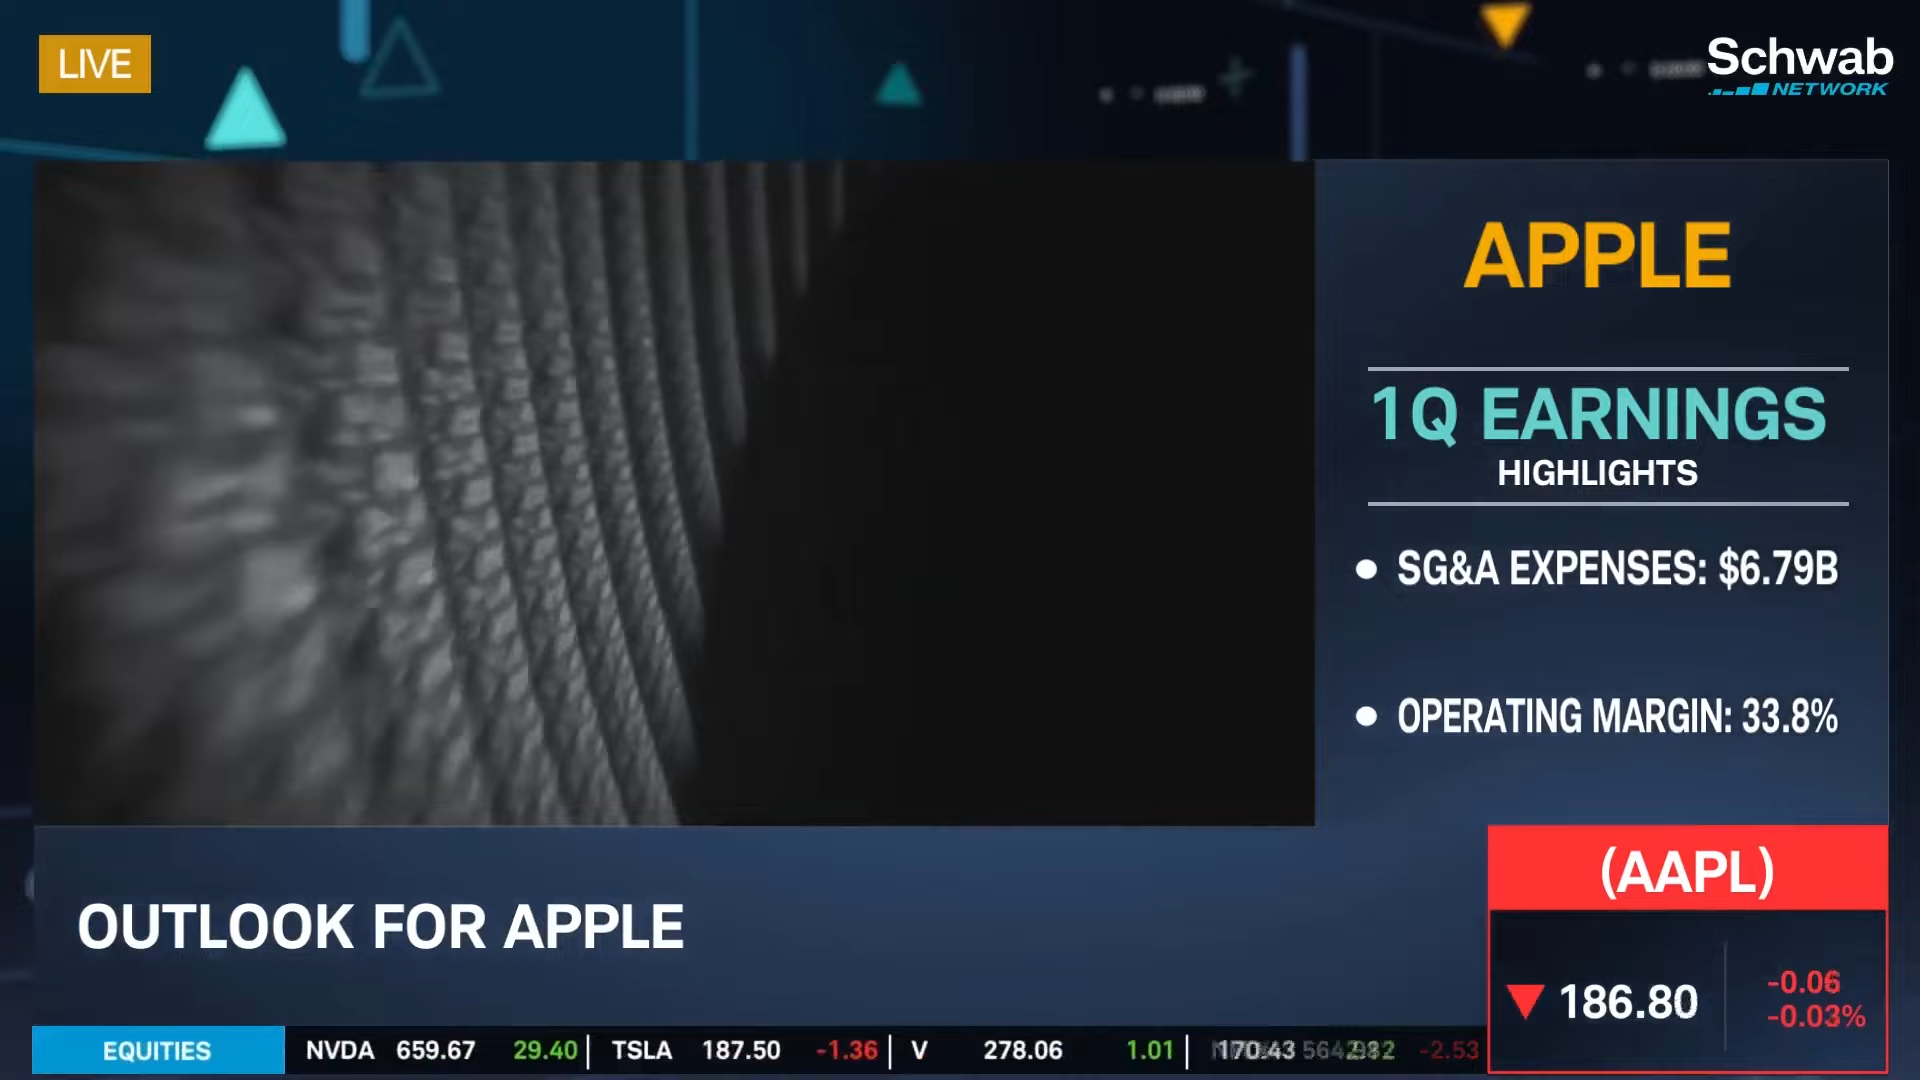 LIVE
Schwab
NETWORK
APPLE
1Q EARNINGS
HIGHLIGHTS
• SG&A EXPENSES: $6.79B
• OPERATING MARGIN: 33.8%
OUTLOOK FOR APPLE
(AAPL)
▼ 186.80
-0.06
-0.03%
EQUITIES NVDA 659.67 29.40 TSLA 187.50 -1.36 V 278.06 1.01 -2.53